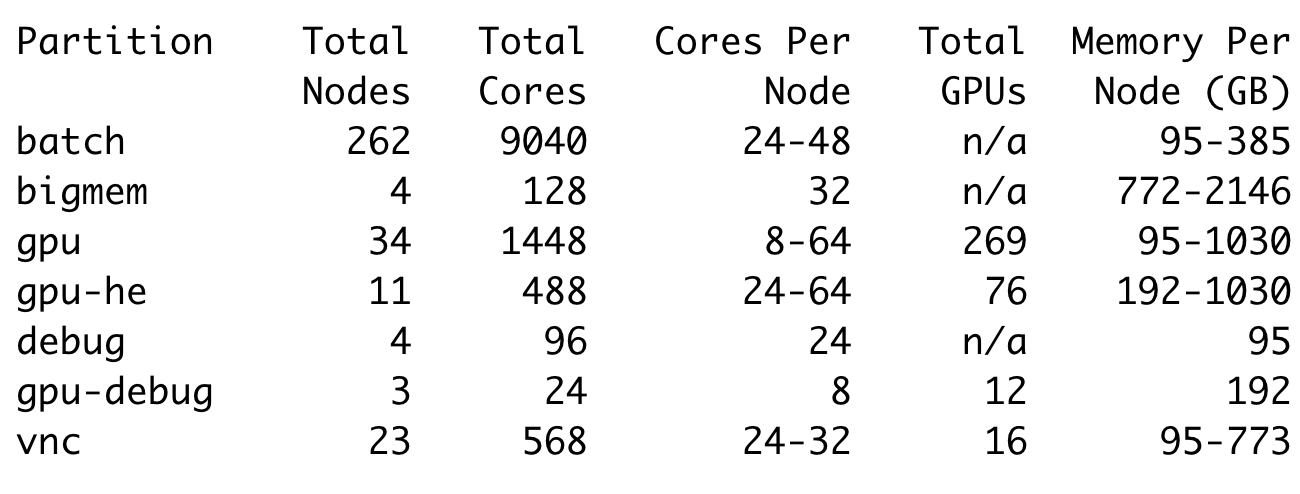 Partition Total Total Cores Per Total Memory Per
Nodes Cores Node GPUs Node (GB)
batch 262 9040 24-48 n/a 95-385
bigmem 4 128 32 n/a 772-2146
gpu 34 1448 8-64 269 95-1030
gpu-he 11 488 24-64 76 192-1030
debug 4 96 24 n/a 95
gpu-debug 3 24 8 12 192
vnc 23 568 24-32 16 95-773